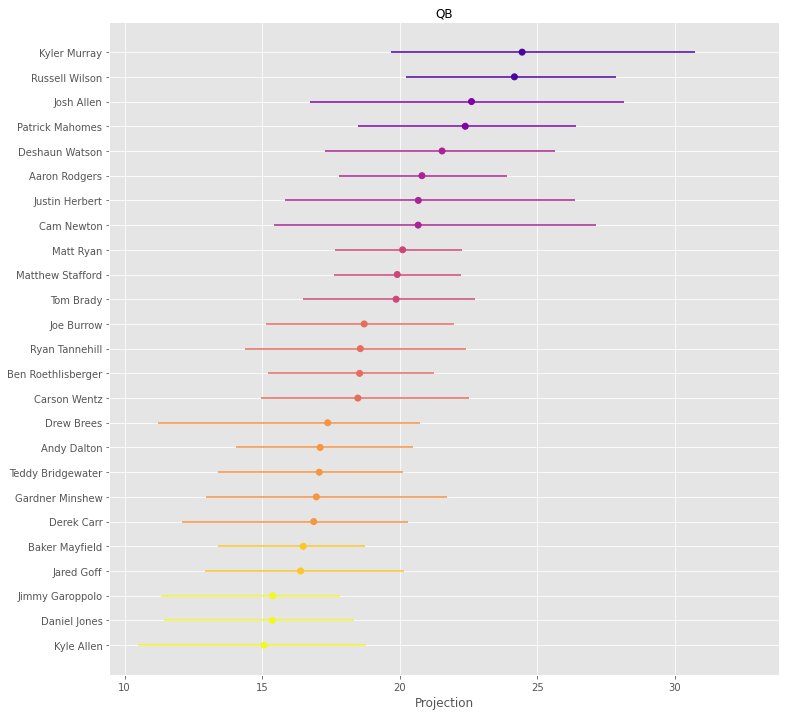 QB
Kyler Murray
Russell Wilson
Josh Allen
Patrick Mahomes
Deshaun Watson
Aaron Rodgers
Justin Herbert
Cam Newton
Matt Ryan
Matthew Stafford
Tom Brady
Joe Burrow
Ryan Tannehill
Ben Roethlisberger
Carson Wentz
Drew Brees
Andy Dalton
Teddy Bridgewater
Gardner Minshew
Derek Carr
Baker Mayfield
Jared Goff
Jimmy Garoppolo
Daniel Jones
Kyle Allen
10 15 20 25 30
Projection